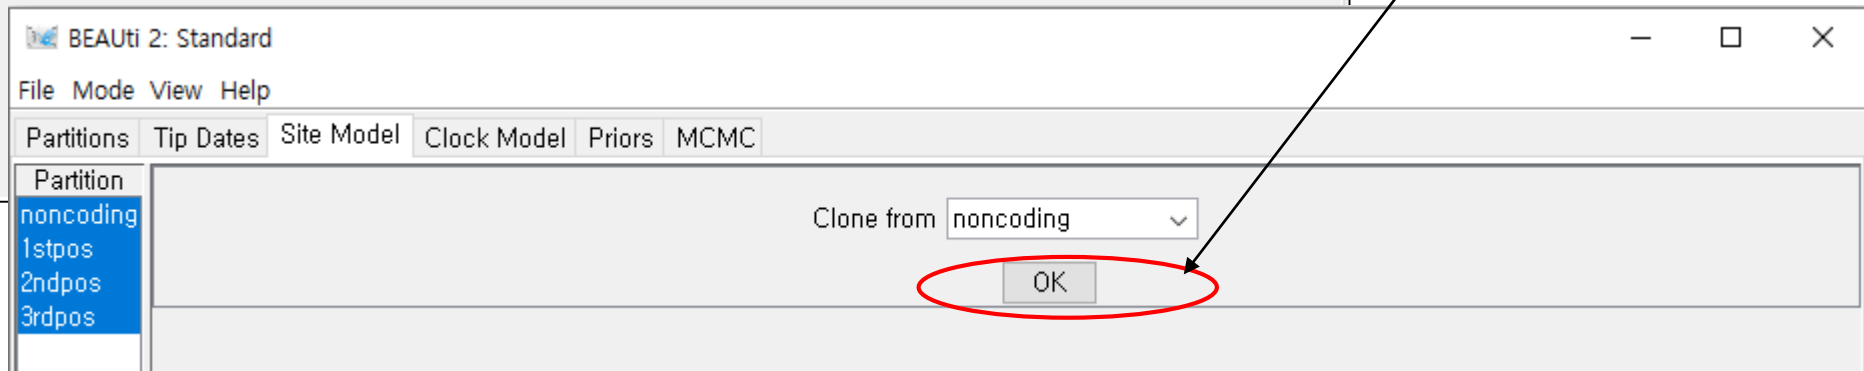 BEAUti 2: Standard
File Mode View Help
Partitions Tip Dates Site Model Clock Model Priors MCMC
Partition
noncoding
1stpos
2ndpos
3rdpos
Clone from noncoding
OK